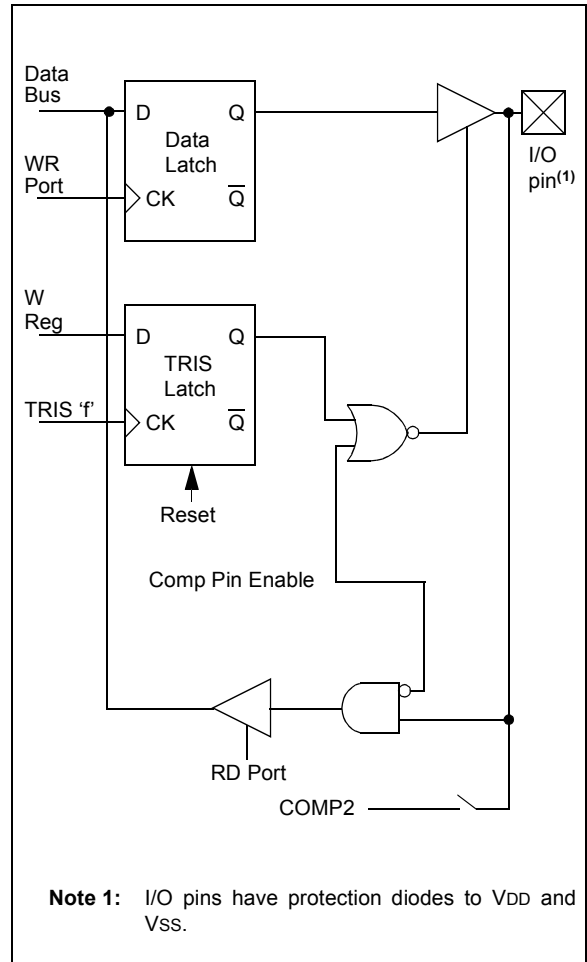 Data
Bus
D
Q
Data
Latch
WR
Port
CK
Q
I/O
pin(1)
W
Reg
D
Q
TRIS
Latch
TRIS 'f'
CK
Q
Reset
Comp Pin Enable
RD Port
COMP2
Note 1: I/O pins have protection diodes to VDD and
VSS.